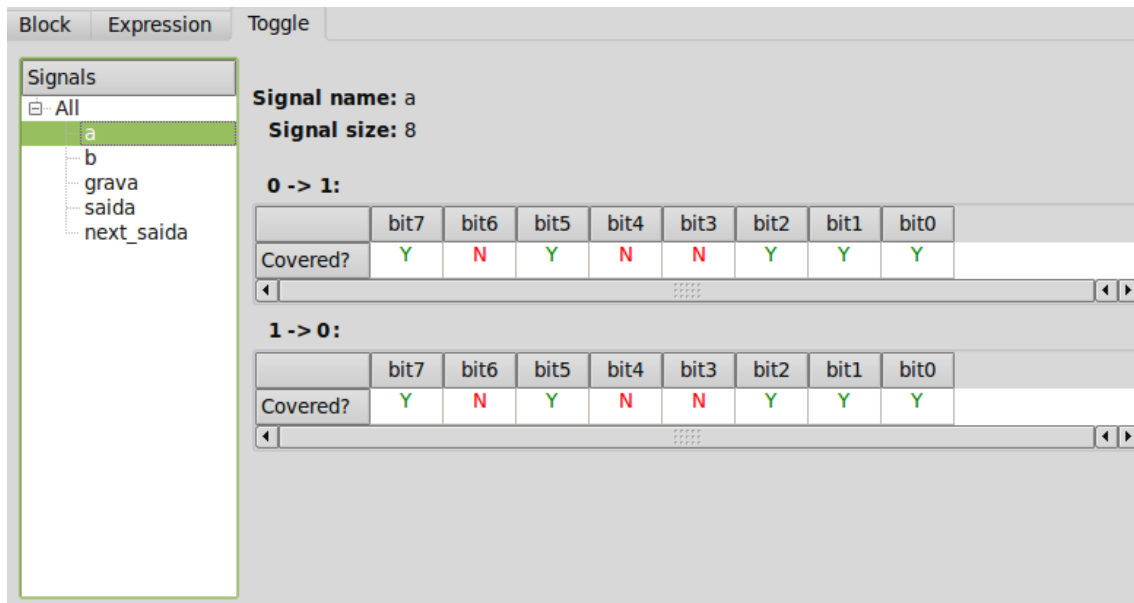 Block Expression Toggle
Signals
All
a
b
grava
saida
next_saida
Signal name: a
Signal size: 8
0 -> 1:
bit7 bit6 bit5 bit4 bit3 bit2 bit1 bit0
Covered? Y N Y N N Y Y Y
1 -> 0:
bit7 bit6 bit5 bit4 bit3 bit2 bit1 bit0
Covered? Y N Y N N Y Y Y